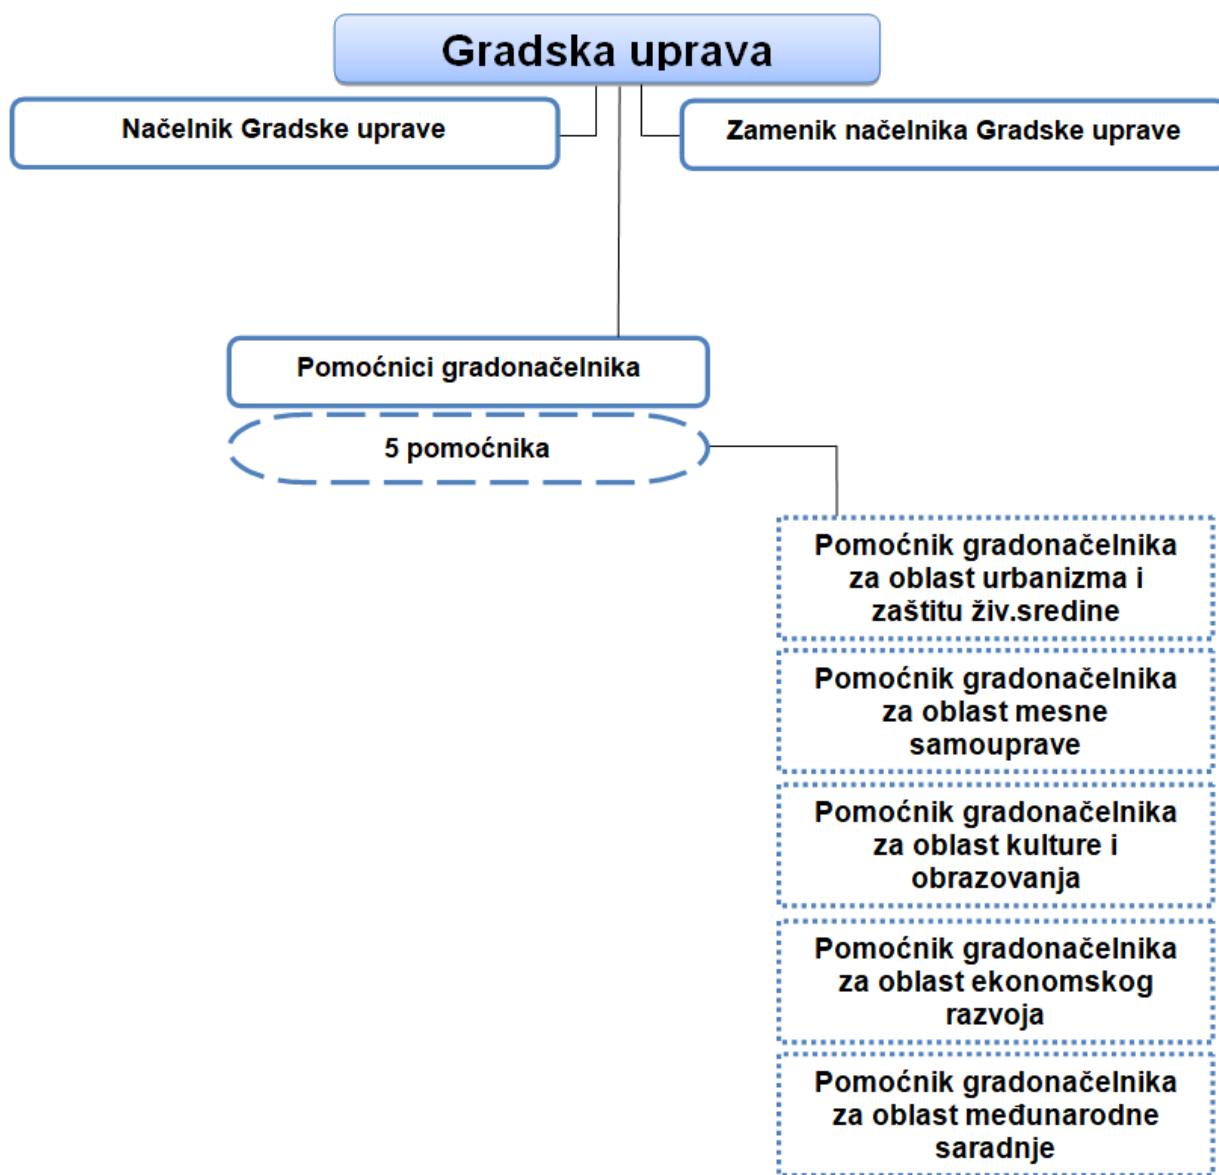 Gradska uprava
Načelnik Gradske uprave
Zamenik načelnika Gradske uprave
Pomoćnici gradonačelnika
5 pomoćnika
Pomoćnik gradonačelnika
za oblast urbanizma i
zaštitu živ.sredine
Pomoćnik gradonačelnika
za oblast mesne
samouprave
Pomoćnik gradonačelnika
za oblast kulture i
obrazovanja
Pomoćnik gradonačelnika
za oblast ekonomskog
razvoja
Pomoćnik gradonačelnika
za oblast međunarodne
saradnje